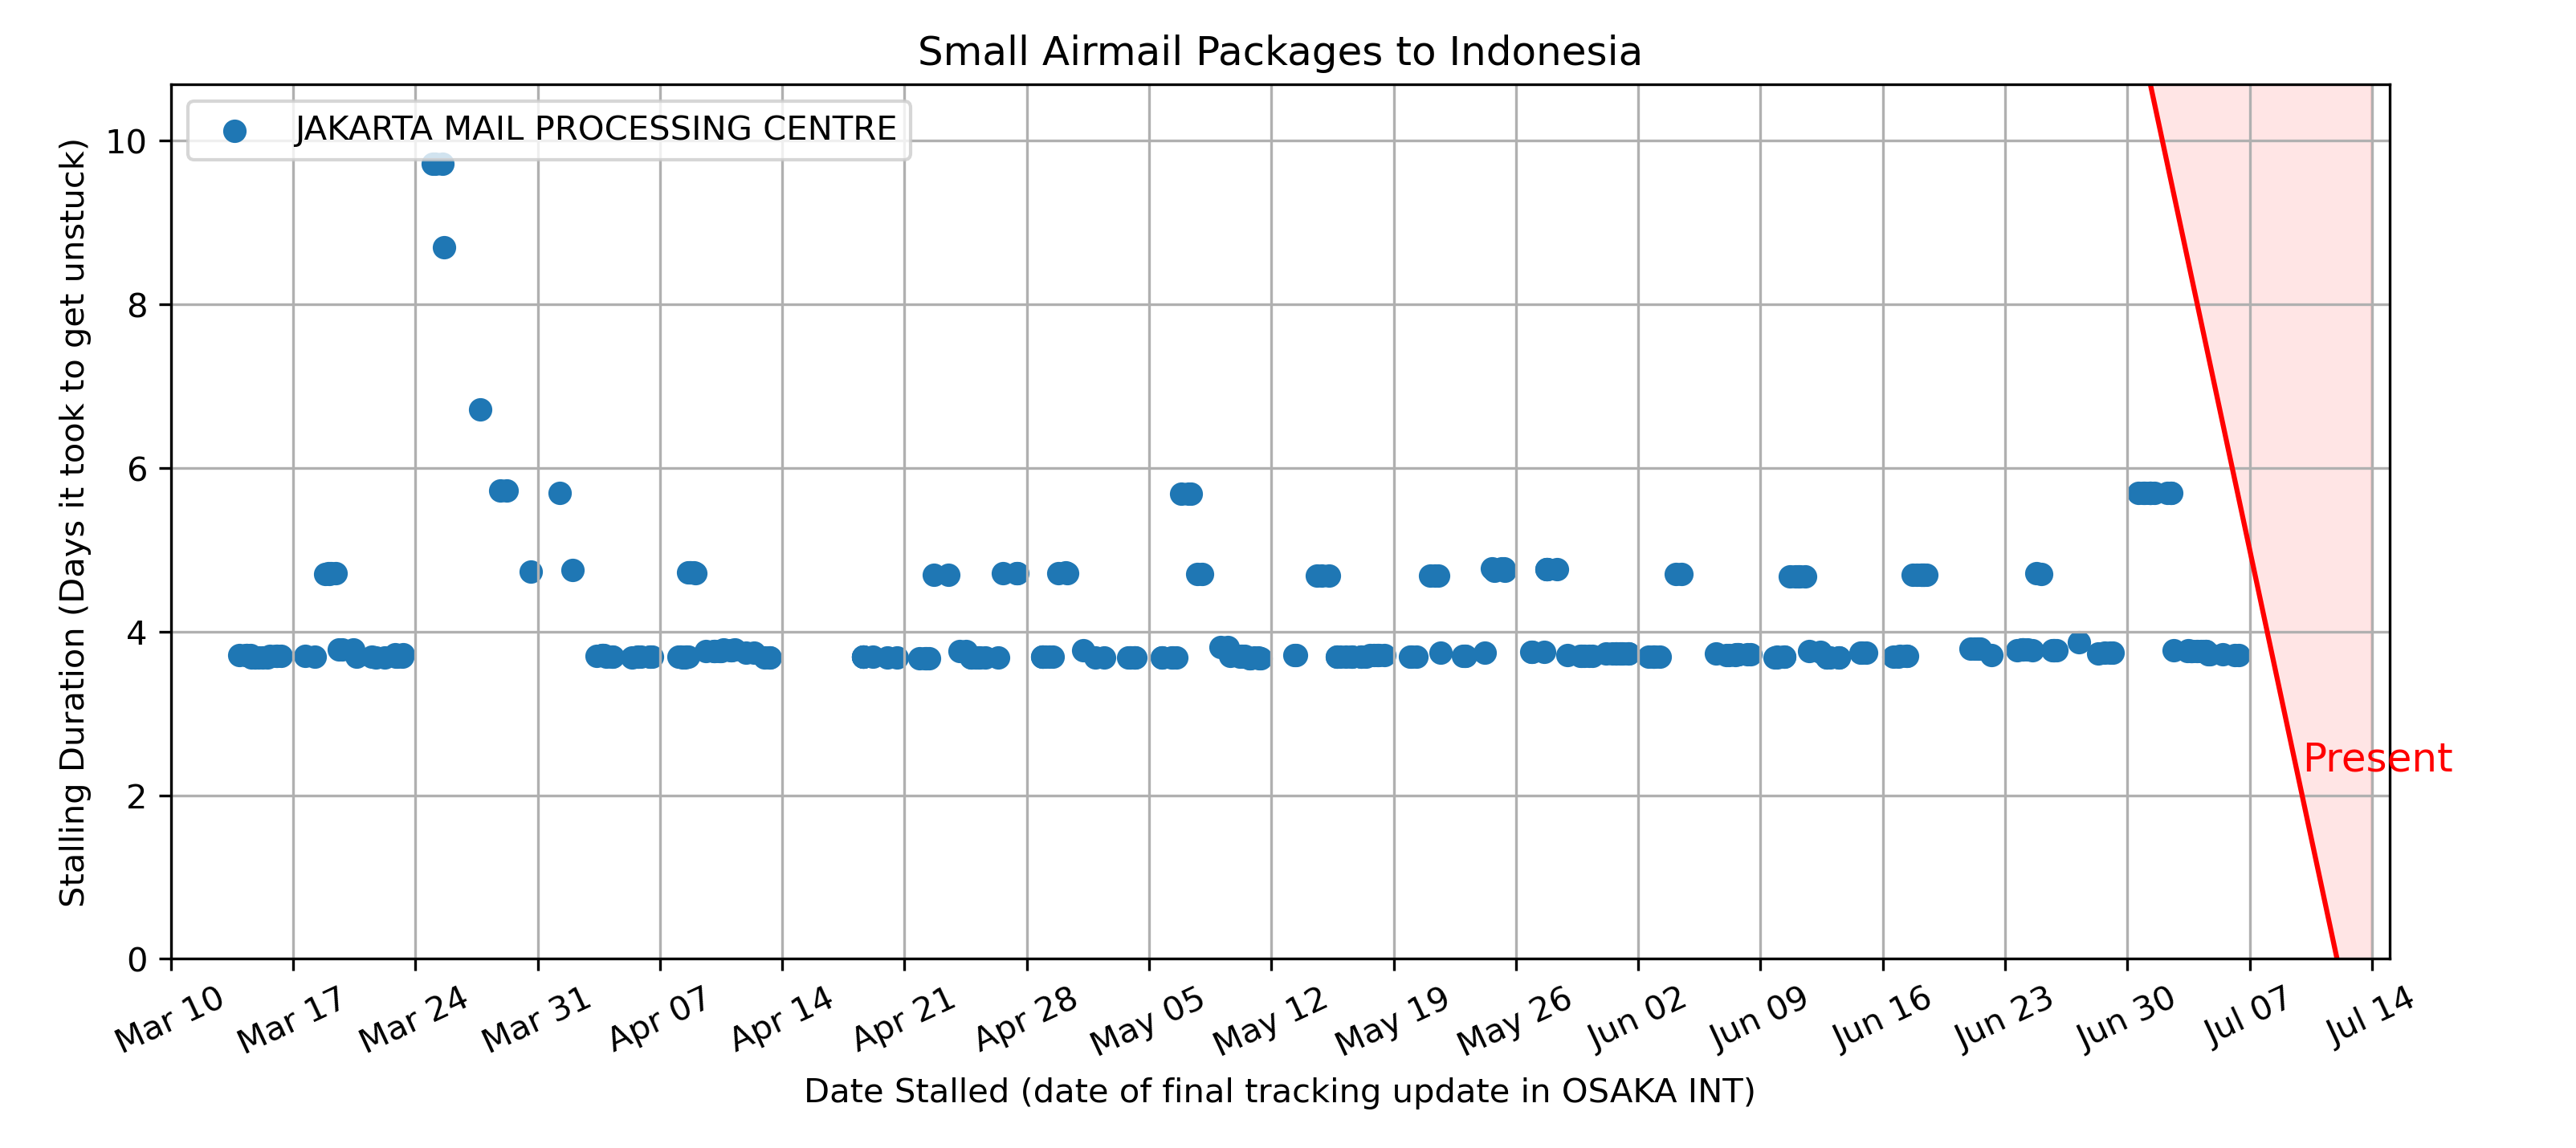 Small Airmail Packages to Indonesia
JAKARTA MAIL PROCESSING CENTRE
Stalling Duration (Days it took to get unstuck)
10
8
6
4
2
0
Present
Mar 10
Mar 17
Mar 24
Mar 31
Apr 07
Apr 14
Apr 21
Apr 28
May 05
May 12
May 19
May 26
Jun 02
Jun 09
Jun 16
Jun 23
Jun 30
Jul 07
Jul 14
Date Stalled (date of final tracking update in OSAKA INT)